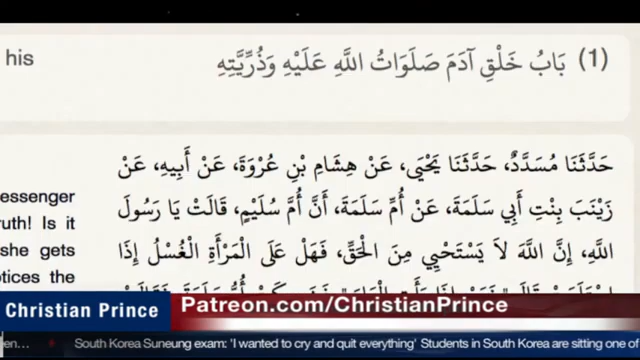 his
(1) بَابُ خَلْقِ آدَمَ صَلَوَاتُ اللَّهِ عَلَيْهِ وَذُرِّيَّتِهِ
حَدَّثَنَا مُسَدَّدٌ، حَدَّثَنَا يَحْيَى، عَنْ هِشَامِ بْنِ عُرْوَةَ، عَنْ أَبِيهِ، عَنْ
زَيْنَبَ بِنْتِ أَبِي سَلَمَةَ، عَنْ أُمِّ سَلَمَةَ، أَنَّ أُمَّ سُلَيْمٍ، قَالَتْ يَا رَسُولَ
اللَّهِ، إِنَّ اللَّهَ لاَ يَسْتَحْيِي مِنَ الْحَقِّ، فَهَلْ عَلَى الْمَرْأَةِ الْغُسْلُ إِذَا
essenger
ruth! Is it
she gets
otices the
Christian Prince
Patreon.com/ChristianPrince
en…
South Korea Suneung exam: 'I wanted to cry and quit everything' Students in South Korea are sitting one of